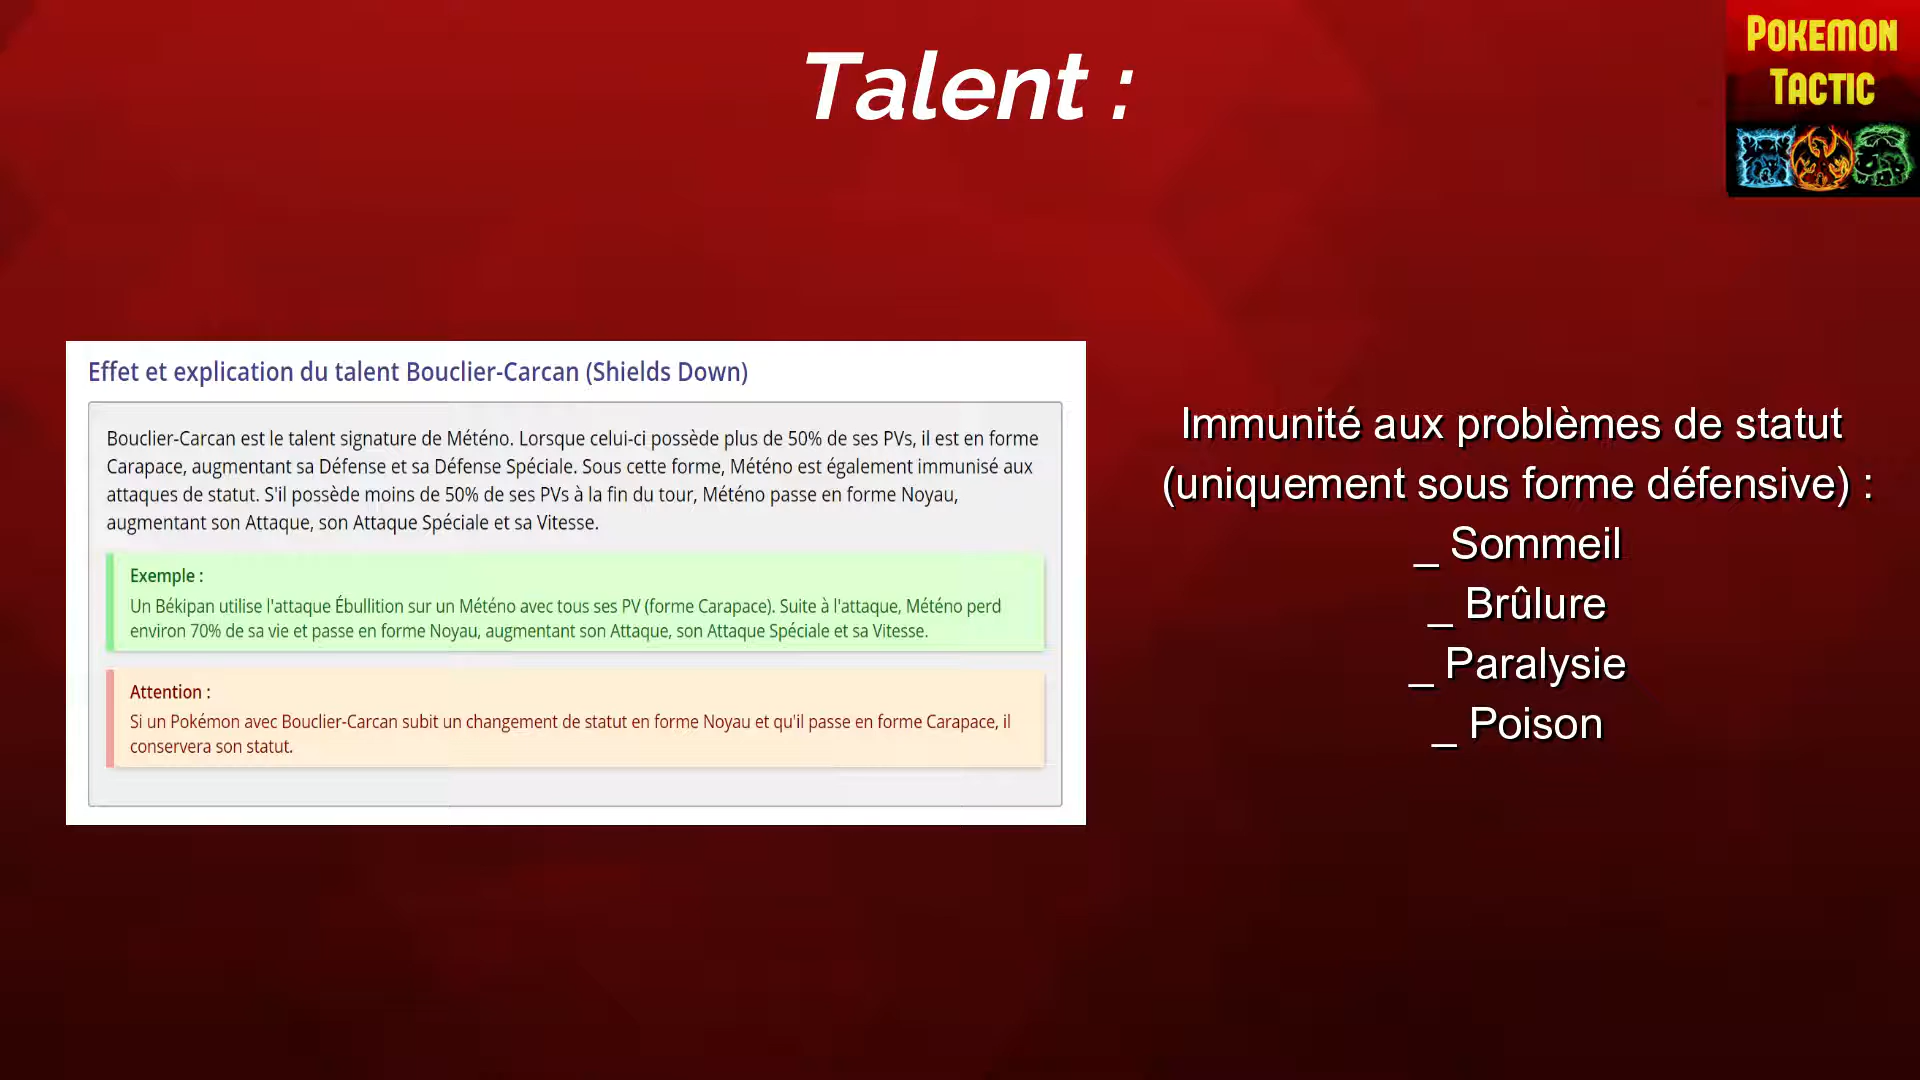 Talent :
POKEMON
TACTIC
Effet et explication du talent Bouclier-Carcan (Shields Down)
Bouclier-Carcan est le talent signature de Météno. Lorsque celui-ci possède plus de 50% de ses PVs, il est en forme
Carapace, augmentant sa Défense et sa Défense Spéciale. Sous cette forme, Météno est également immunisé aux
attaques de statut. S'il possède moins de 50% de ses PVs à la fin du tour, Météno passe en forme Noyau,
augmentant son Attaque, son Attaque Spéciale et sa Vitesse.
Exemple :
Un Békipan utilise l'attaque Ébullition sur un Météno avec tous ses PV (forme Carapace). Suite à l'attaque, Météno perd
environ 70% de sa vie et passe en forme Noyau, augmentant son Attaque, son Attaque Spéciale et sa Vitesse.
Attention :
Si un Pokémon avec Bouclier-Carcan subit un changement de statut en forme Noyau et qu'il passe en forme Carapace, il
conservera son statut.
Immunité aux problèmes de statut
(uniquement sous forme défensive) :
_ Sommeil
_ Brûlure
_ Paralysie
_ Poison